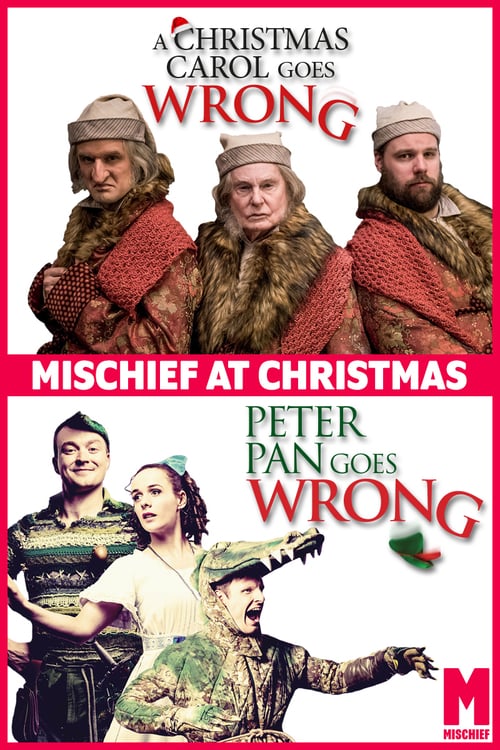 A CHRISTMAS
CAROL GOES
WRONG
MISCHIEF AT CHRISTMAS
PETER
PAN GOES
WRONG
M
MISCHIEF